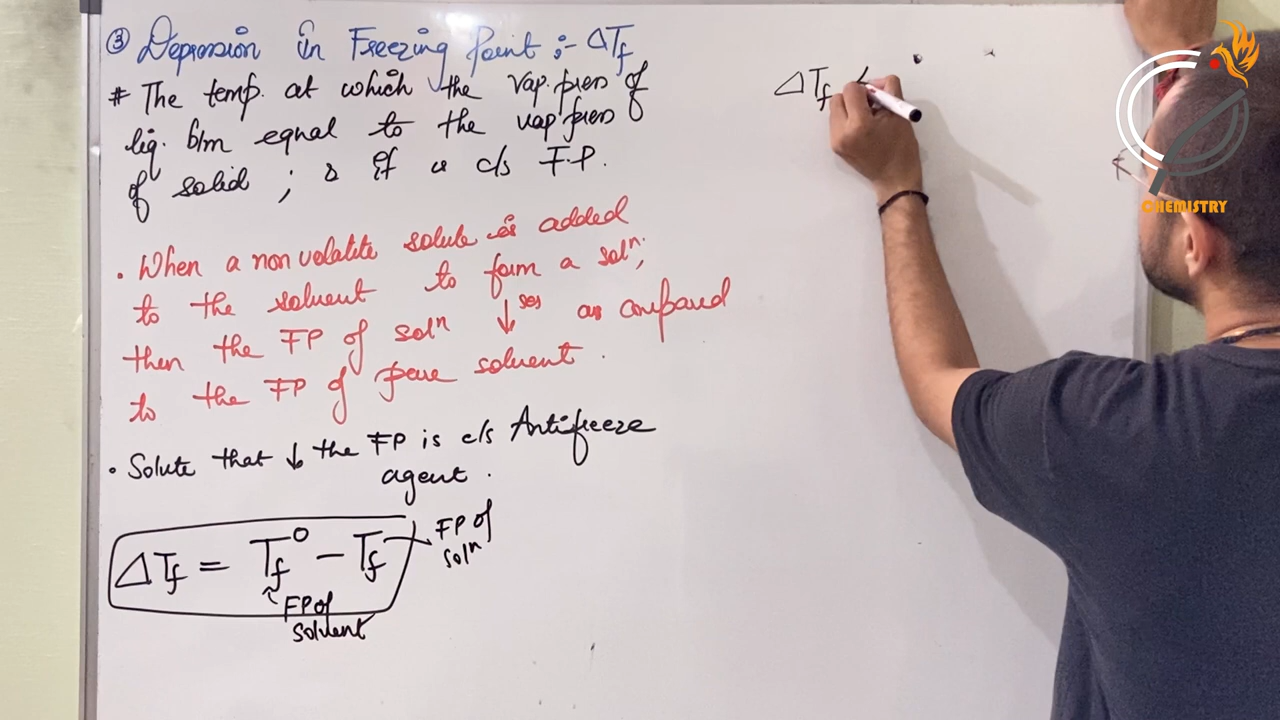 ③ Depression in Freezing Point :- ΔTf
# The temp. at which the vap. pres of
liq. b/m equal to the vap pres
of solid ; & it is c/s F.P.
• When a non volatile solute is added
to the solvent to form a solⁿ;
then the FP of solⁿ ↓ses as compared
to the FP of pure solvent .
• Solute that ↓ the FP is c/s Antifreeze
agent .
ΔTf = Tf° – Tf
FP of
solⁿ
FP of
solvent
ΔTf
CHEMISTRY